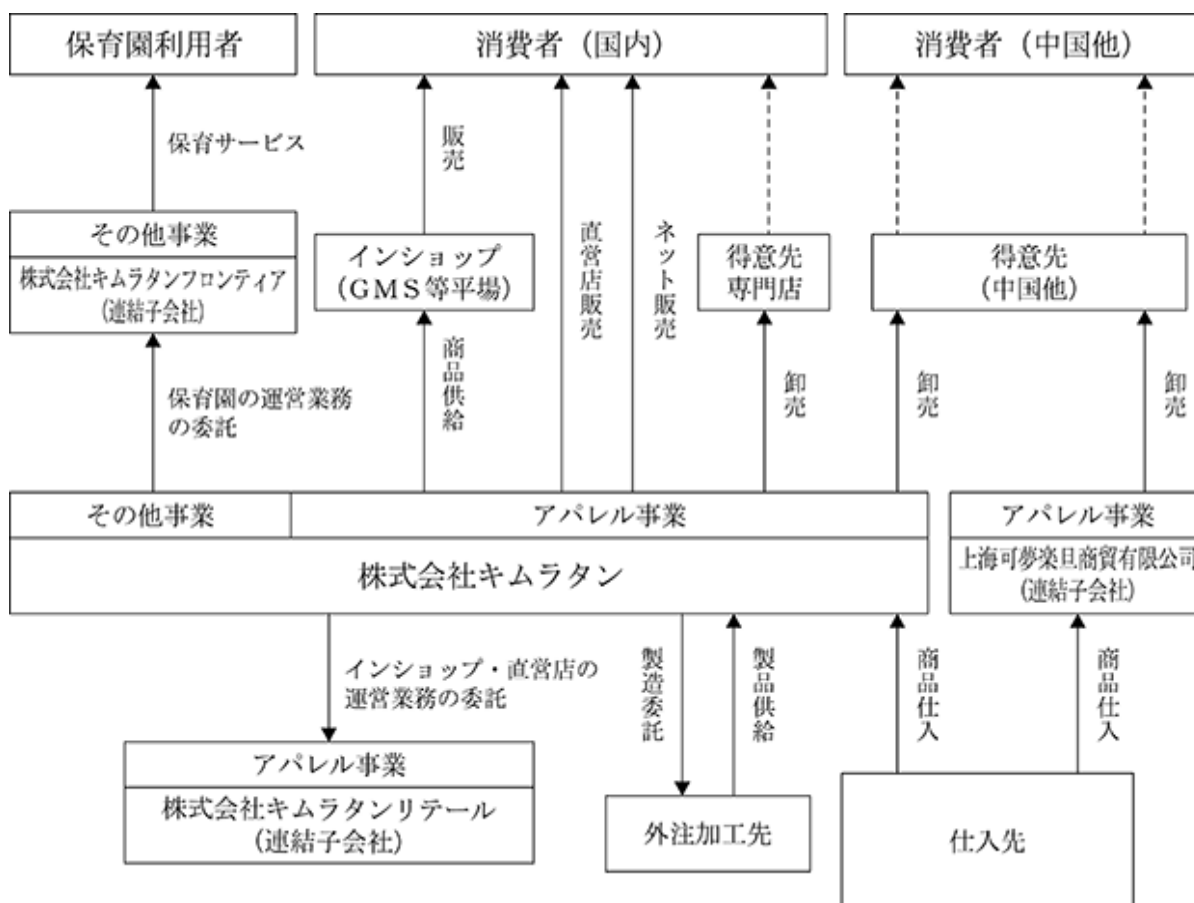 保育園利用者
消費者（国内）
消費者（中国他）
保育サービス
販売
直営店販売
ネット販売
その他事業
株式会社キムラタンフロンティア
（連結子会社）
インショップ
（ＧＭＳ等平場）
得意先
専門店
得意先
（中国他）
保育園の運営業務
の委託
商品供給
卸売
卸売
卸売
その他事業
アパレル事業
株式会社キムラタン
アパレル事業
上海可夢楽旦商貿有限公司
（連結子会社）
インショップ・直営店の
運営業務の委託
製造委託
製品供給
商品仕入
商品仕入
アパレル事業
株式会社キムラタンリテール
（連結子会社）
外注加工先
仕入先